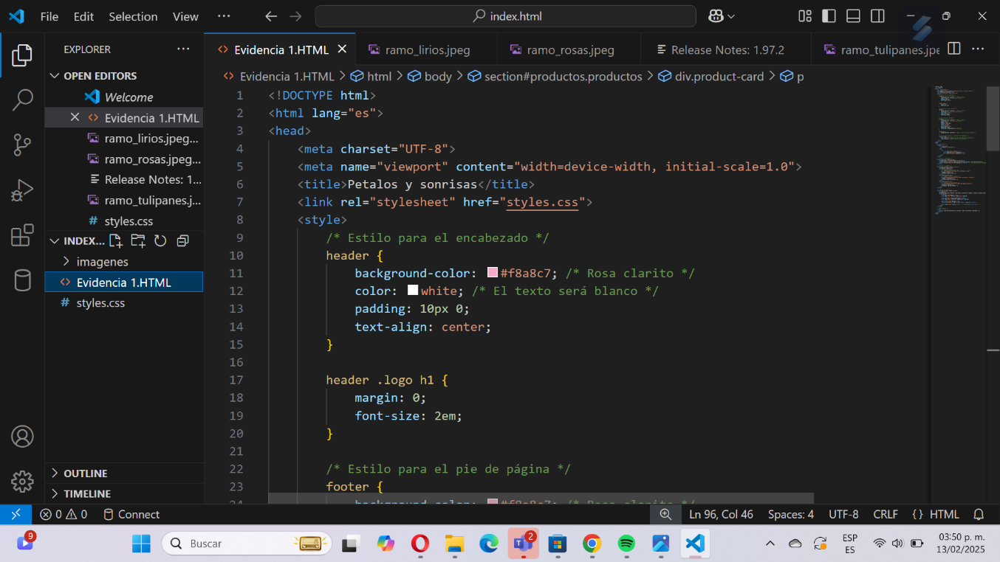 File Edit Selection View ··· index.html
EXPLORER ···
OPEN EDITORS
Welcome
Evidencia 1.HTML
ramo_lirios.jpeg...
ramo_rosas.jpeg...
Release Notes: 1...
ramo_tulipanes.j...
# styles.css
INDEX...
imagenes
Evidencia 1.HTML
# styles.css
OUTLINE
TIMELINE
Evidencia 1.HTML ramo_lirios.jpeg ramo_rosas.jpeg Release Notes: 1.97.2 ramo_tulipanes.jpe ···
Evidencia 1.HTML > html > body > section#productos.productos > div.product-card > p
1 <!DOCTYPE html>
2 <html lang="es">
3 <head>
4 <meta charset="UTF-8">
5 <meta name="viewport" content="width=device-width, initial-scale=1.0">
6 <title>Petalos y sonrisas</title>
7 <link rel="stylesheet" href="styles.css">
8 <style>
9 /* Estilo para el encabezado */
10 header {
11 background-color: #f8a8c7; /* Rosa clarito */
12 color: white; /* El texto será blanco */
13 padding: 10px 0;
14 text-align: center;
15 }
16
17 header .logo h1 {
18 margin: 0;
19 font-size: 2em;
20 }
21
22 /* Estilo para el pie de página */
23 footer {
24 background-color: #f8a8c7; /* Rosa clarito */
0 0 Connect Ln 96, Col 46 Spaces: 4 UTF-8 CRLF {} HTML
9 Buscar 2 ESP
ES
03:50 p. m.
13/02/2025